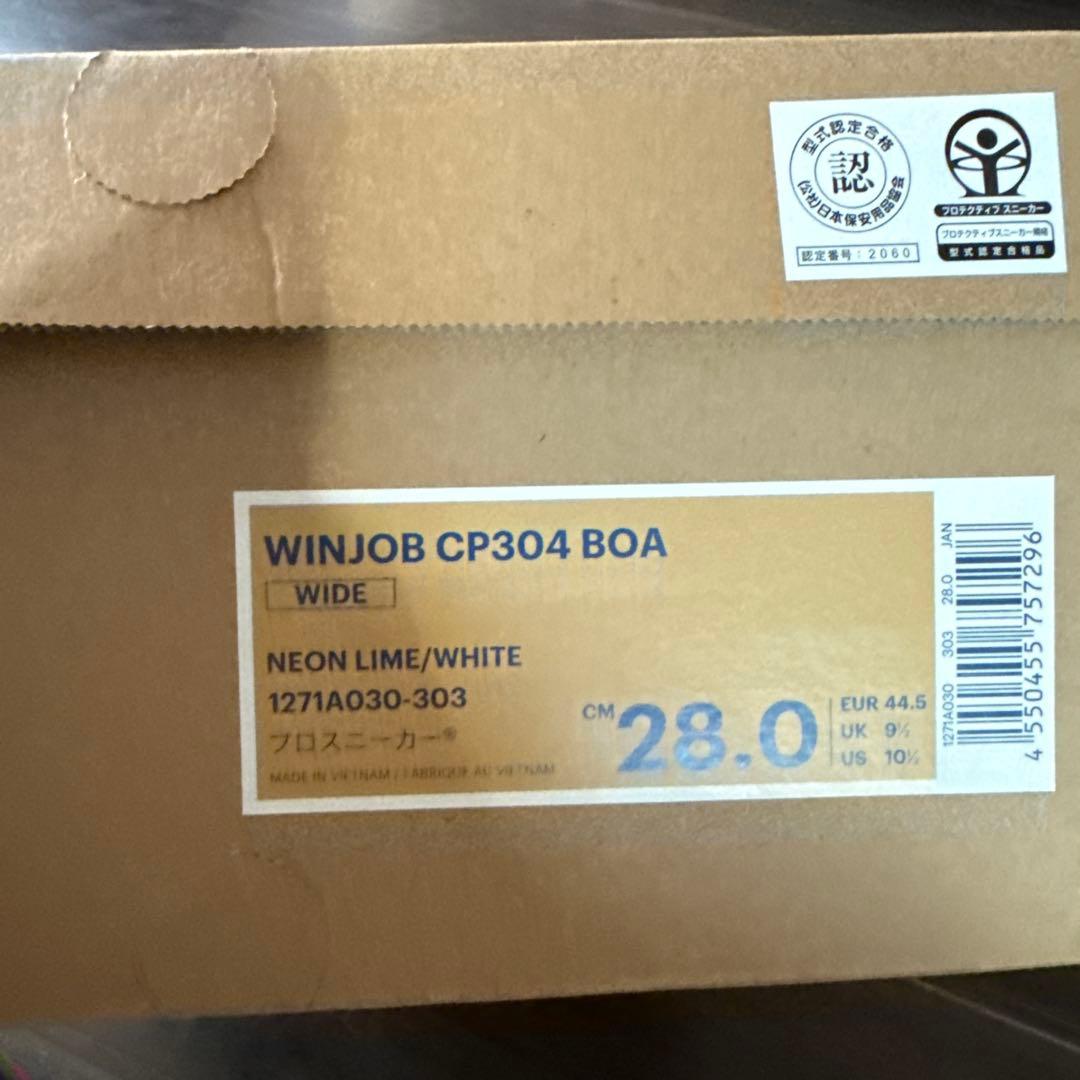 型式認定合格
認
(公社)日本保安用品協会
認定番号:2060
プロテクティブ スニーカー
プロテクティブスニーカー規格
型式認定合格品
WINJOB CP304 BOA
WIDE
NEON LIME/WHITE
1271A030-303
プロスニーカー®
MADE IN VIETNAM / FABRIQUE AU VIETNAM
CM 28.0
EUR 44.5
UK 9½
US 10½
1271A030 303 28.0 JAN
4550455757296